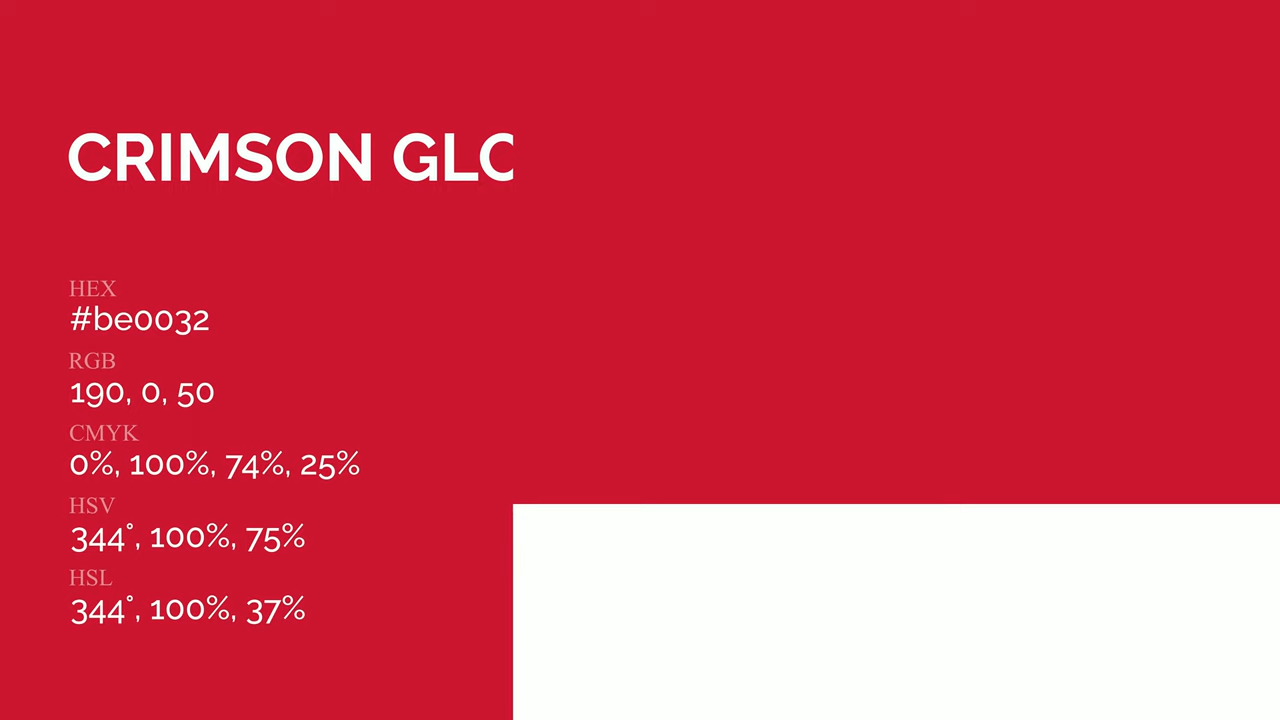 CRIMSON GLO
HEX
#be0032
RGB
190, 0, 50
CMYK
0%, 100%, 74%, 25%
HSV
344°, 100%, 75%
HSL
344°, 100%, 37%